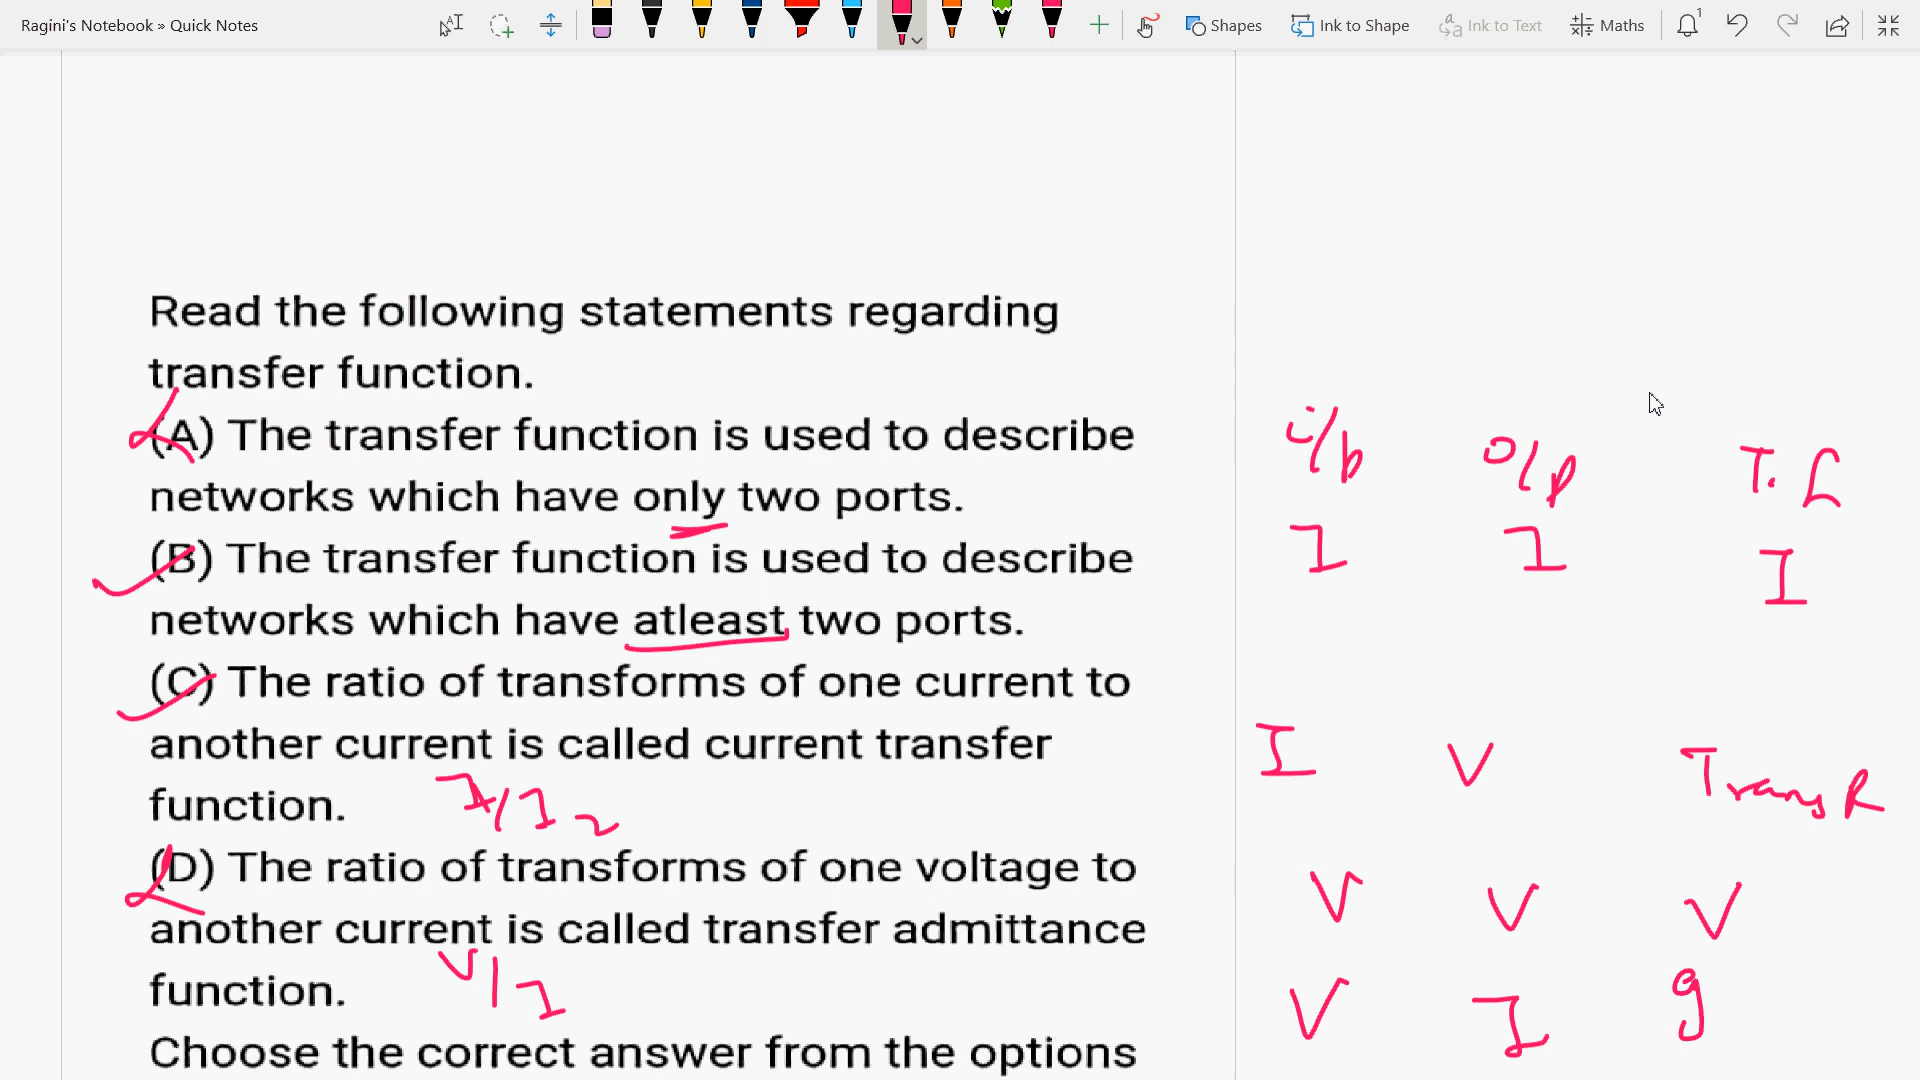 Ragini's Notebook » Quick Notes
Shapes Ink to Shape Ink to Text Maths 1
Read the following statements regarding
transfer function.
(A) The transfer function is used to describe
networks which have only two ports.
(B) The transfer function is used to describe
networks which have atleast two ports.
(C) The ratio of transforms of one current to
another current is called current transfer
function. I/I2
(D) The ratio of transforms of one voltage to
another current is called transfer admittance
function. V/I
Choose the correct answer from the options
i/p o/p T. f
I I I
I V Trans R
V V V
V I g